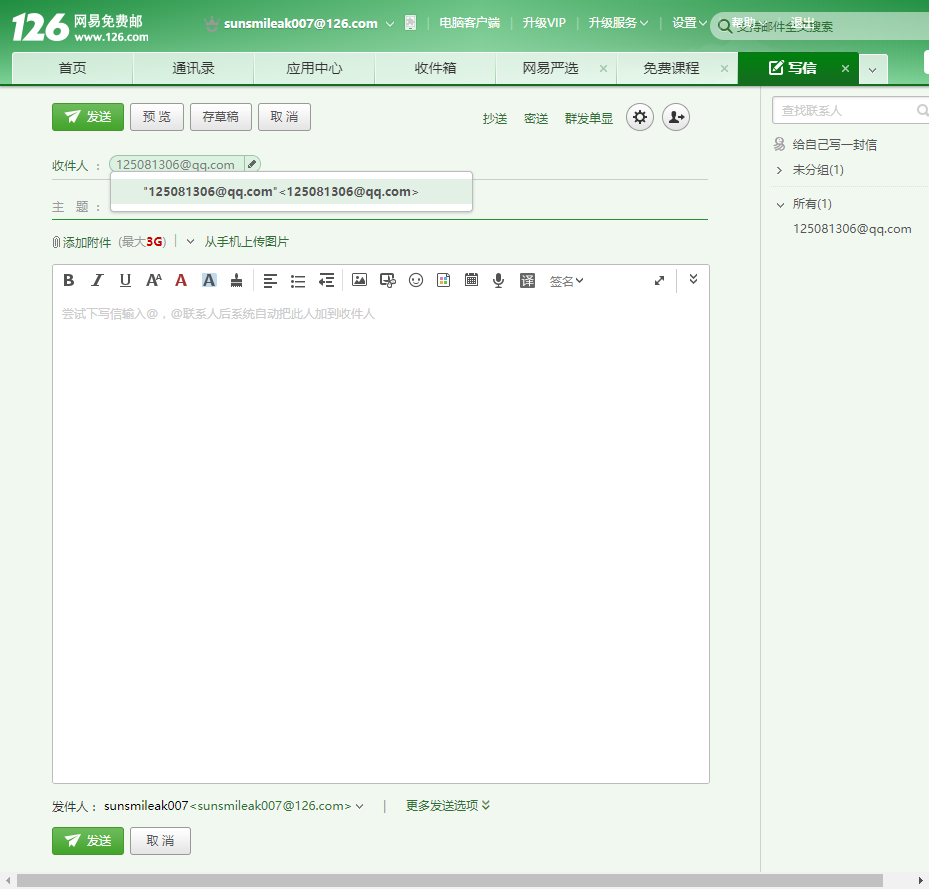 126 网易免费邮
www.126.com
sunsmileak007@126.com
电脑客户端 升级VIP 升级服务 设置 帮助 退出
支持邮件全文搜索
首页 通讯录 应用中心 收件箱 网易严选 免费课程 写信
发送 预 览 存草稿 取 消
抄送 密送 群发单显
查找联系人
给自己写一封信
未分组(1)
所有(1)
125081306@qq.com
收件人 : 125081306@qq.com
"125081306@qq.com"<125081306@qq.com>
主 题 :
添加附件 (最大3G) 从手机上传图片
B I U A A A 译 签名
尝试下写信输入@，@联系人后系统自动把此人加到收件人
发件人 : sunsmileak007<sunsmileak007@126.com> | 更多发送选项
发送 取 消